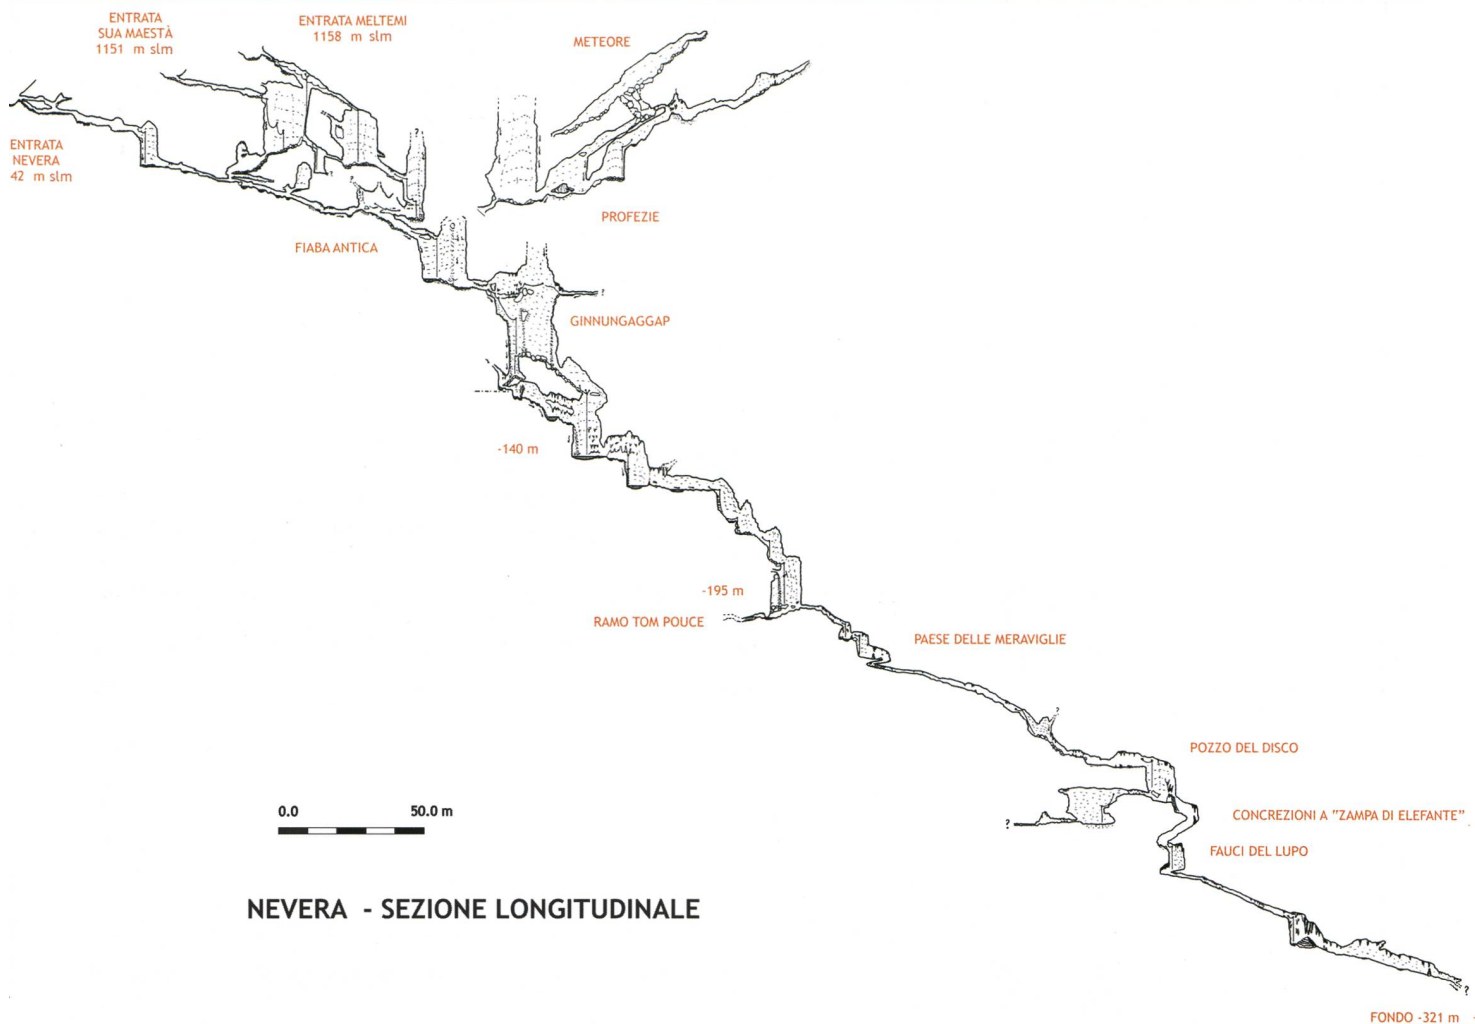 ENTRATA
SUA MAESTÀ
1151 m slm
ENTRATA MELTEMI
1158 m slm
METEORE
ENTRATA
NEVERA
42 m slm
?
?
?
PROFEZIE
FIABA ANTICA
?
GINNUNGAGGAP
-140 m
-195 m
RAMO TOM POUCE
PAESE DELLE MERAVIGLIE
?
POZZO DEL DISCO
0.0 50.0 m
?
CONCREZIONI A "ZAMPA DI ELEFANTE"
FAUCI DEL LUPO
NEVERA - SEZIONE LONGITUDINALE
?
FONDO -321 m